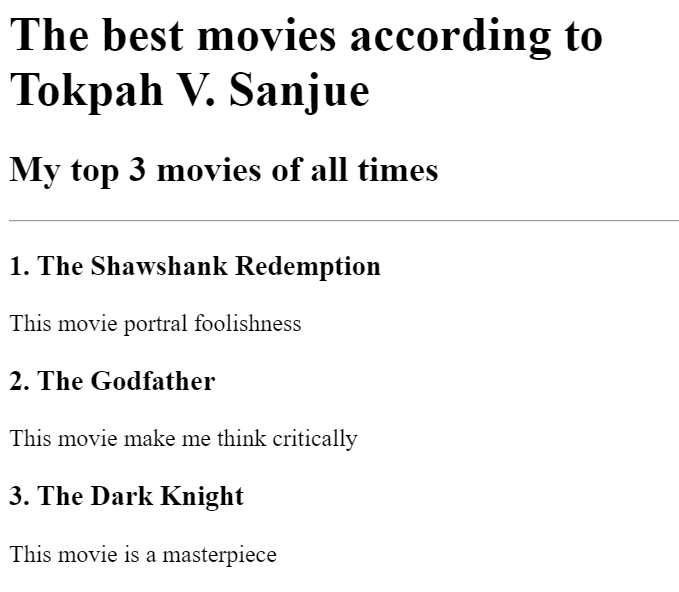 The best movies according to
Tokpah V. Sanjue
My top 3 movies of all times
1. The Shawshank Redemption
This movie portral foolishness
2. The Godfather
This movie make me think critically
3. The Dark Knight
This movie is a masterpiece